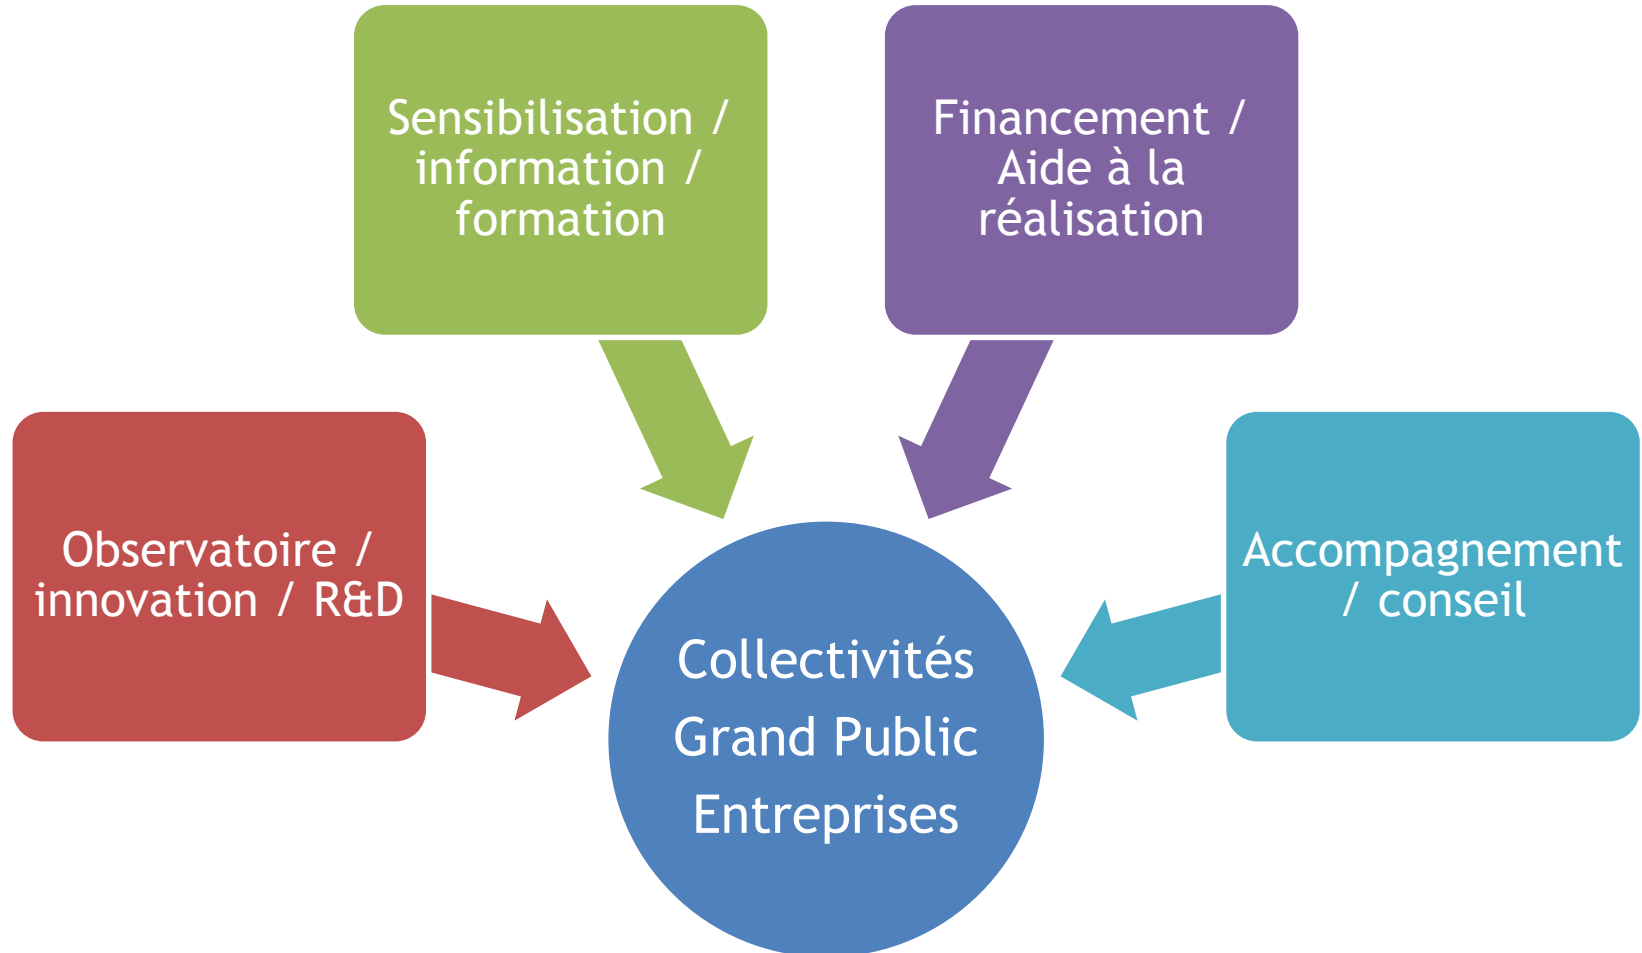 Sensibilisation /
information /
formation
Financement /
Aide à la
réalisation
Observatoire /
innovation / R&D
Accompagnement
/ conseil
Collectivités
Grand Public
Entreprises